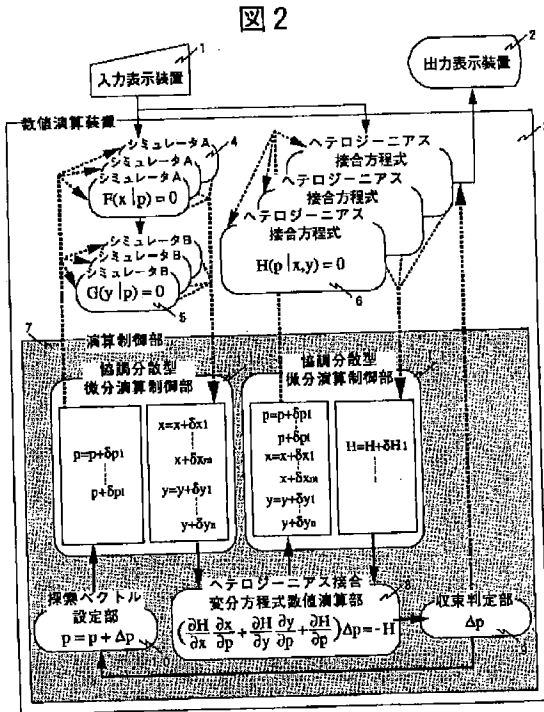 図2
1
入力表示装置
2
出力表示装置
数値演算装置
3
シミュレータA
シミュレータA
シミュレータA
F(x|p)=0
4
シミュレータB
シミュレータB
シミュレータB
G(y|p)=0
5
ヘテロジーニアス
接合方程式
ヘテロジーニアス
接合方程式
ヘテロジーニアス
接合方程式
H(p|x,y)=0
6
7
演算制御部
協調分散型
微分演算制御部
p=p+δp1
p+δpl
x=x+δx1
x+δxm
y=y+δy1
y+δyn
協調分散型
微分演算制御部
p=p+δp1
p+δpl
x=x+δx1
x+δxm
y=y+δy1
y+δyn
H=H+δH1
探索ベクトル
設定部
p=p+Δp
ヘテロジーニアス接合
変分方程式数値演算部
8
(∂H/∂x ∂x/∂p + ∂H/∂y ∂y/∂p + ∂H/∂p)Δp=-H
収束判定部
Δp
9